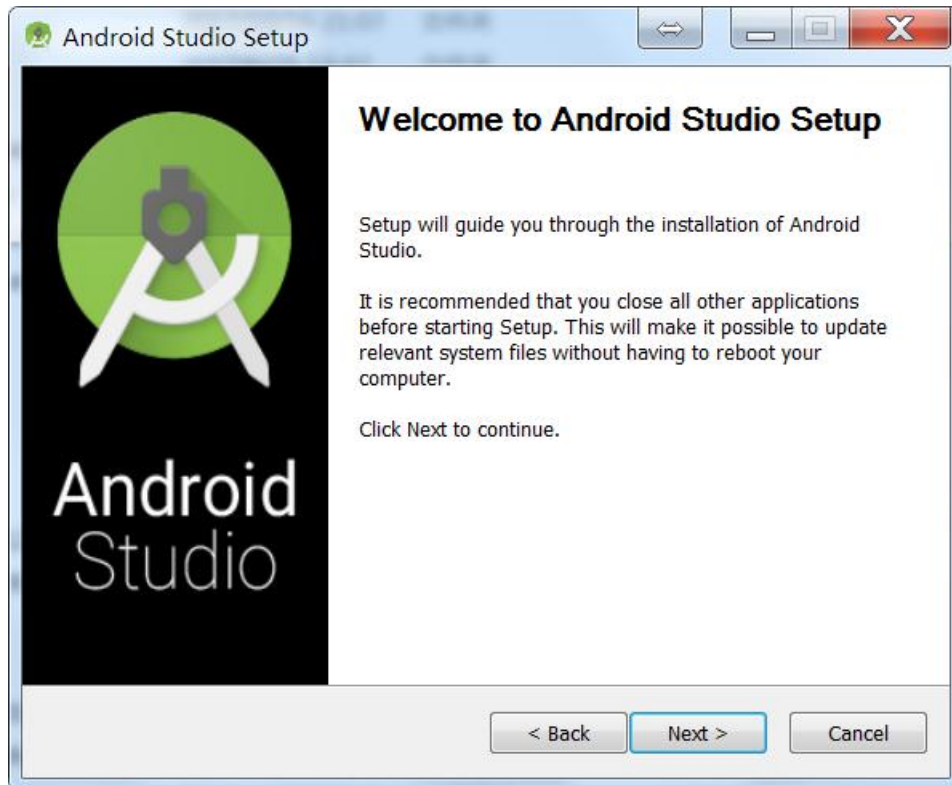 Android Studio Setup
Welcome to Android Studio Setup
Setup will guide you through the installation of Android
Studio.
It is recommended that you close all other applications
before starting Setup. This will make it possible to update
relevant system files without having to reboot your
computer.
Click Next to continue.
Android
Studio
< Back
Next >
Cancel